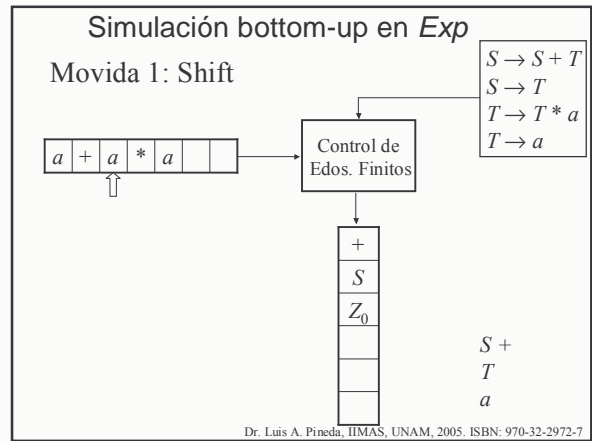 Simulación bottom-up en Exp
Movida 1: Shift
S → S + T
S → T
T → T * a
T → a
a + a * a
Control de
Edos. Finitos
+
S
Z₀
S +
T
a
Dr. Luis A. Pineda, IIMAS, UNAM, 2005. ISBN: 970-32-2972-7